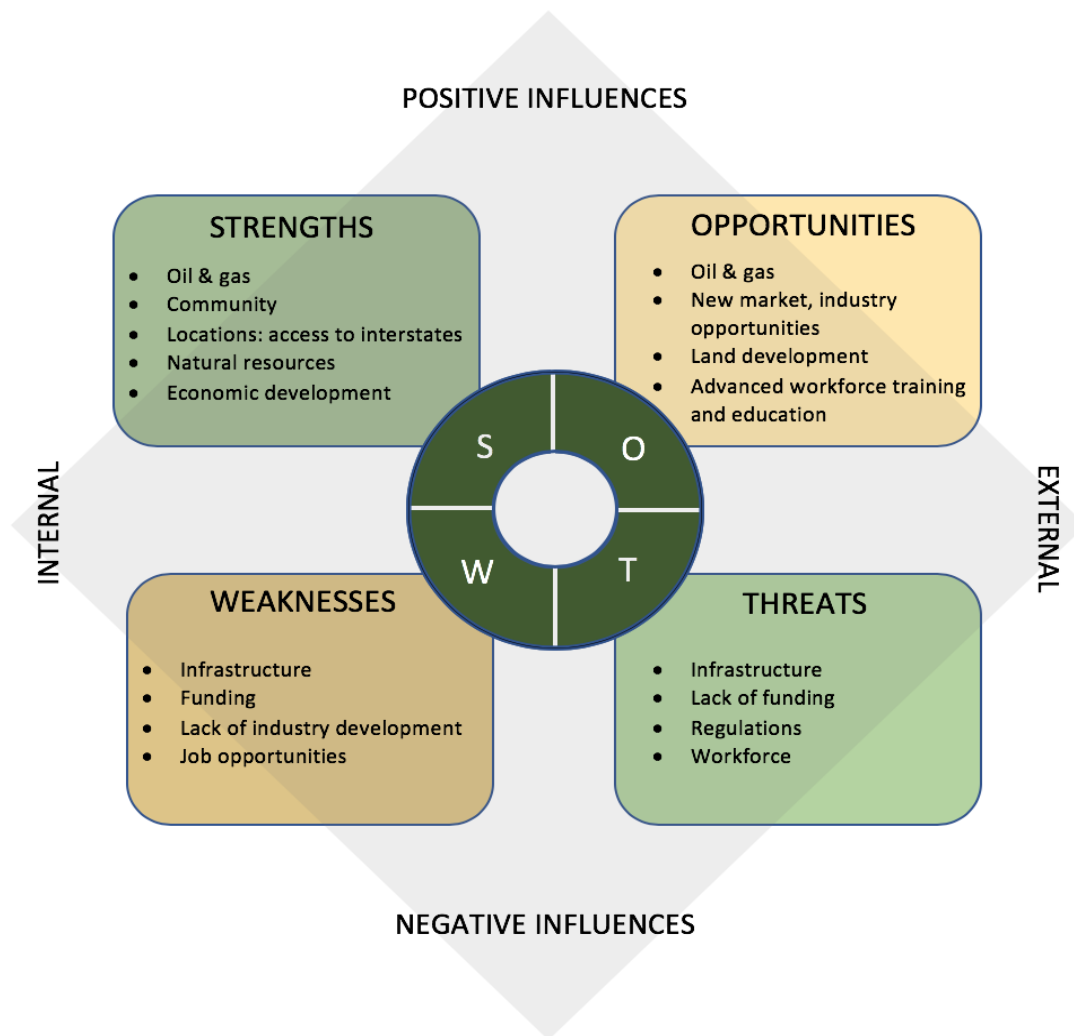 POSITIVE INFLUENCES
STRENGTHS
• Oil & gas
• Community
• Locations: access to interstates
• Natural resources
• Economic development
OPPORTUNITIES
• Oil & gas
• New market, industry
opportunities
• Land development
• Advanced workforce training
and education
S
O
W
T
INTERNAL
EXTERNAL
WEAKNESSES
• Infrastructure
• Funding
• Lack of industry development
• Job opportunities
THREATS
• Infrastructure
• Lack of funding
• Regulations
• Workforce
NEGATIVE INFLUENCES